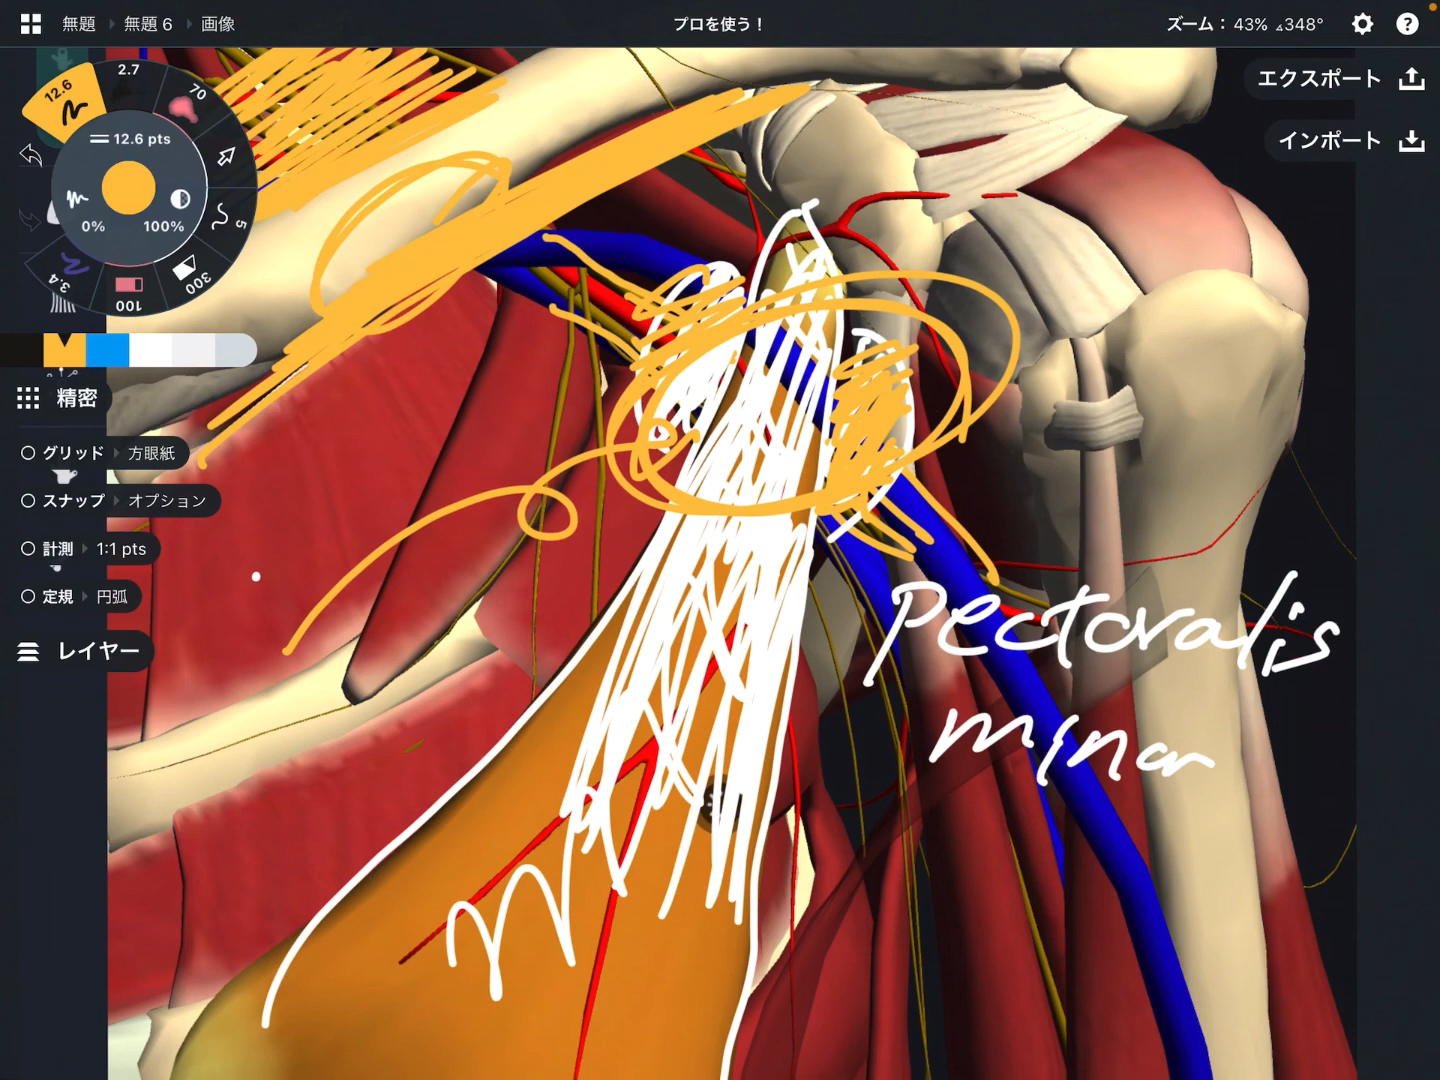 無題 無題 6 画像
プロを使う！
ズーム： 43% ⊿348°
エクスポート
インポート
12.6
2.7
70
5
300
100
3.4
12.6 pts
0% 100%
精密
グリッド 方眼紙
スナップ オプション
計測 1:1 pts
定規 円弧
レイヤー
pectoralis
minor